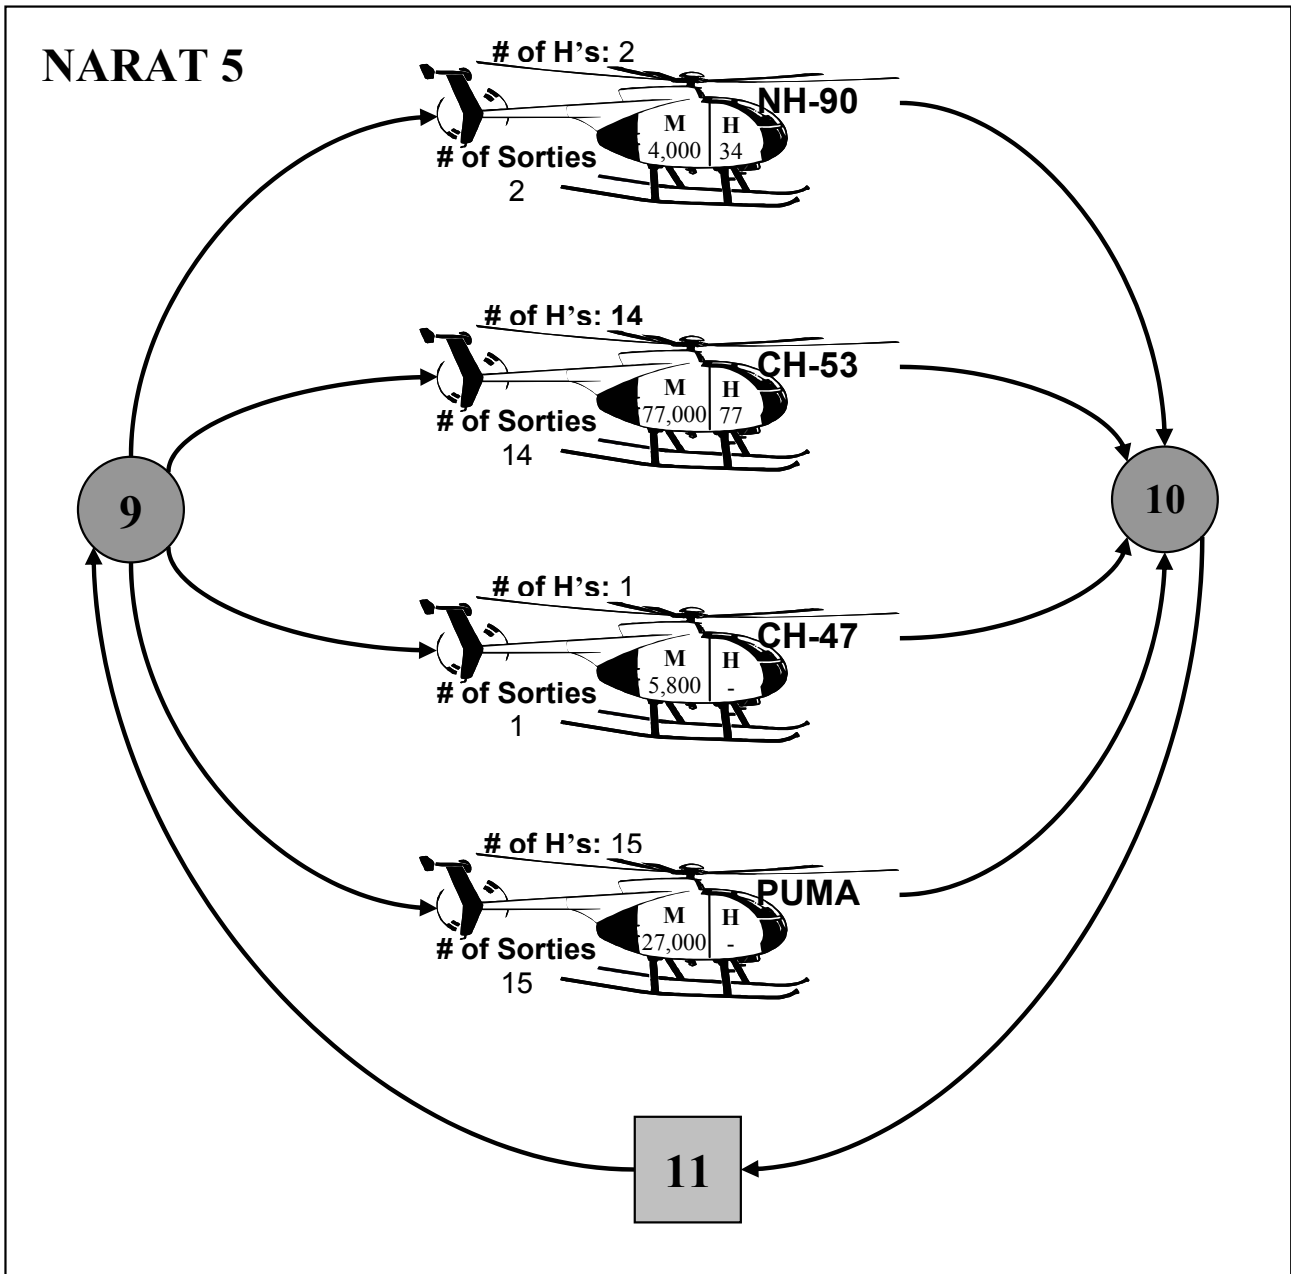 NARAT 5
# of H's: 2
NH-90
M H
4,000 34
# of Sorties
2
# of H’s: 14
CH-53
M H
77,000 77
# of Sorties
14
9
10
# of H’s: 1
CH-47
M H
5,800 -
# of Sorties
1
# of H’s: 15
PUMA
M H
27,000 -
# of Sorties
15
11